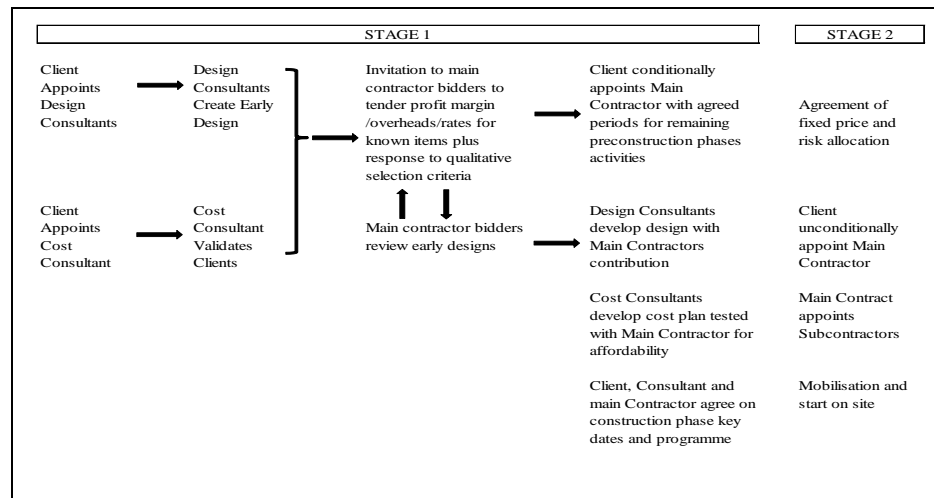 STAGE 1
STAGE 2
Client
Appoints
Design
Consultants
Design
Consultants
Create Early
Design
Invitation to main
contractor bidders to
tender profit margin
/overheads/rates for
known items plus
response to qualitative
selection criteria
Client conditionally
appoints Main
Contractor with agreed
periods for remaining
preconstruction phases
activities
Agreement of
fixed price and
risk allocation
Client
Appoints
Cost
Consultant
Cost
Consultant
Validates
Clients
Main contractor bidders
review early designs
Design Consultants
develop design with
Main Contractors
contribution
Client
unconditionally
appoint Main
Contractor
Cost Consultants
develop cost plan tested
with Main Contractor for
affordability
Main Contract
appoints
Subcontractors
Client, Consultant and
main Contractor agree on
construction phase key
dates and programme
Mobilisation and
start on site